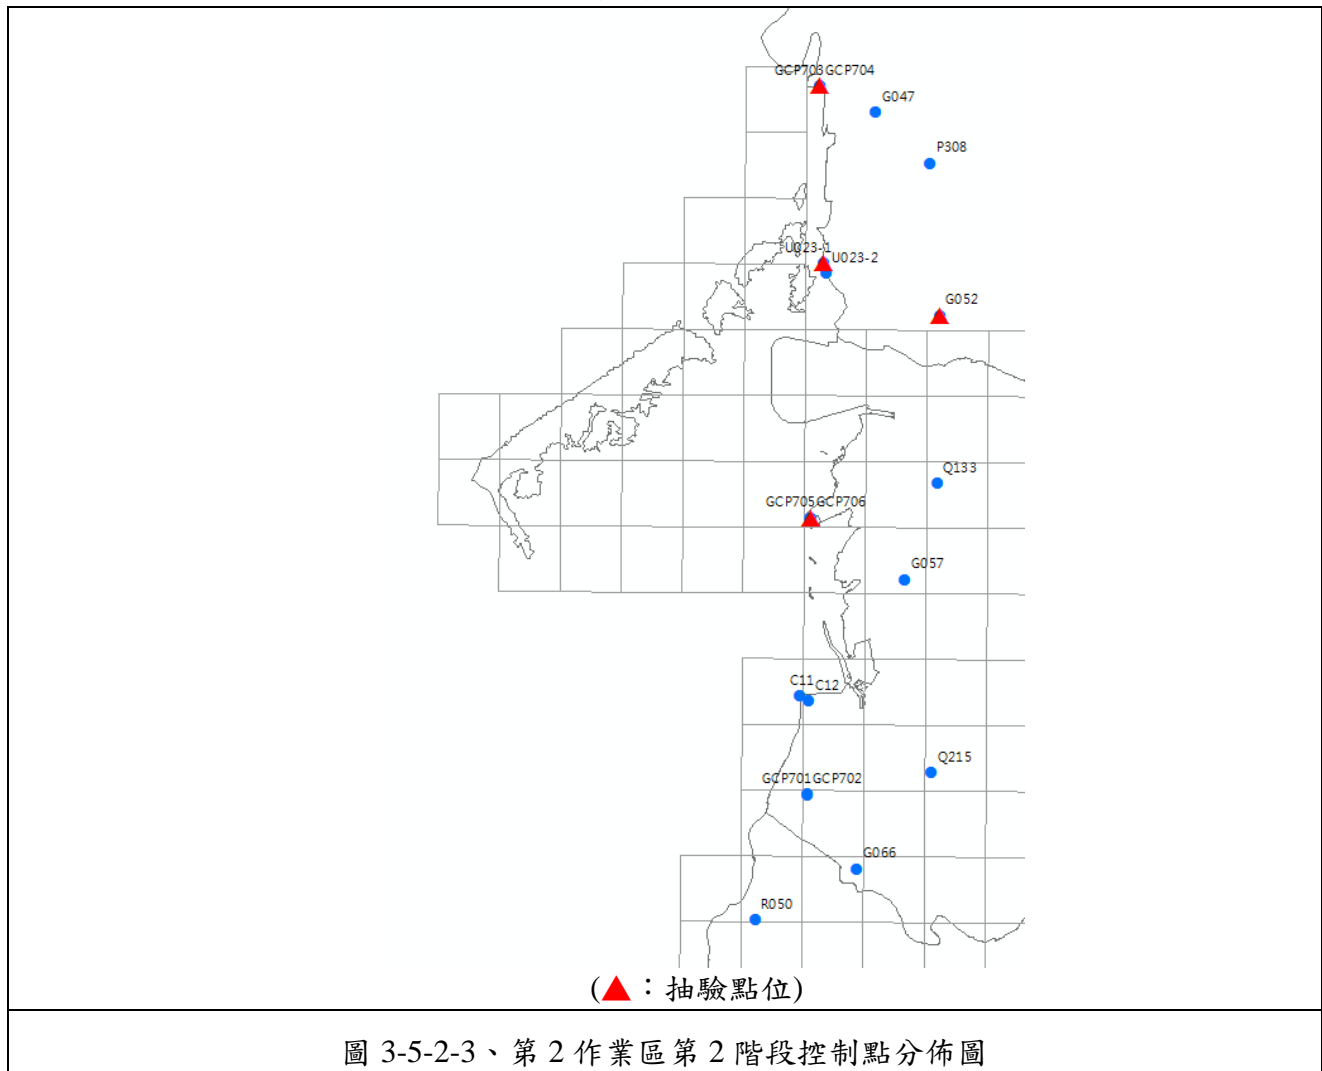 GCP703GCP704
G047
P308
U023-1
U023-2
G052
Q133
GCP705GCP706
G057
C11
C12
Q215
GCP701GCP702
G066
R050
(▲：抽驗點位)
圖 3-5-2-3、第 2 作業區第 2 階段控制點分佈圖